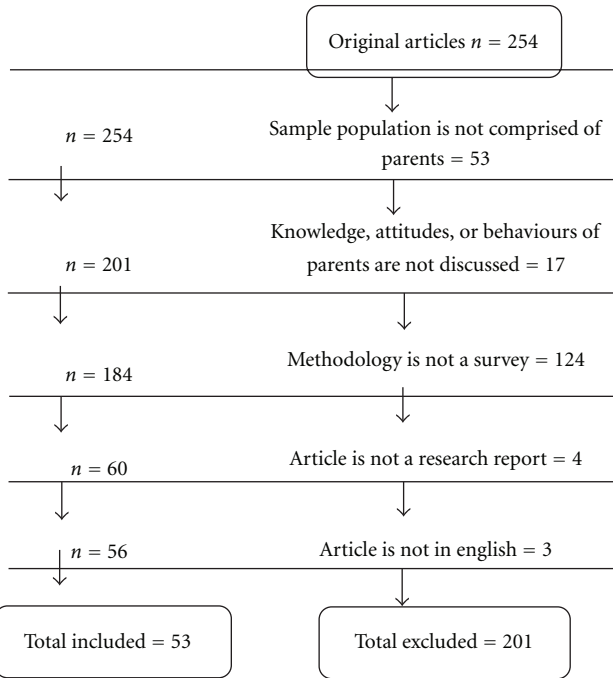 Original articles n = 254
n = 254
Sample population is not comprised of
parents = 53
n = 201
Knowledge, attitudes, or behaviours of
parents are not discussed = 17
n = 184
Methodology is not a survey = 124
n = 60
Article is not a research report = 4
n = 56
Article is not in english = 3
Total included = 53
Total excluded = 201